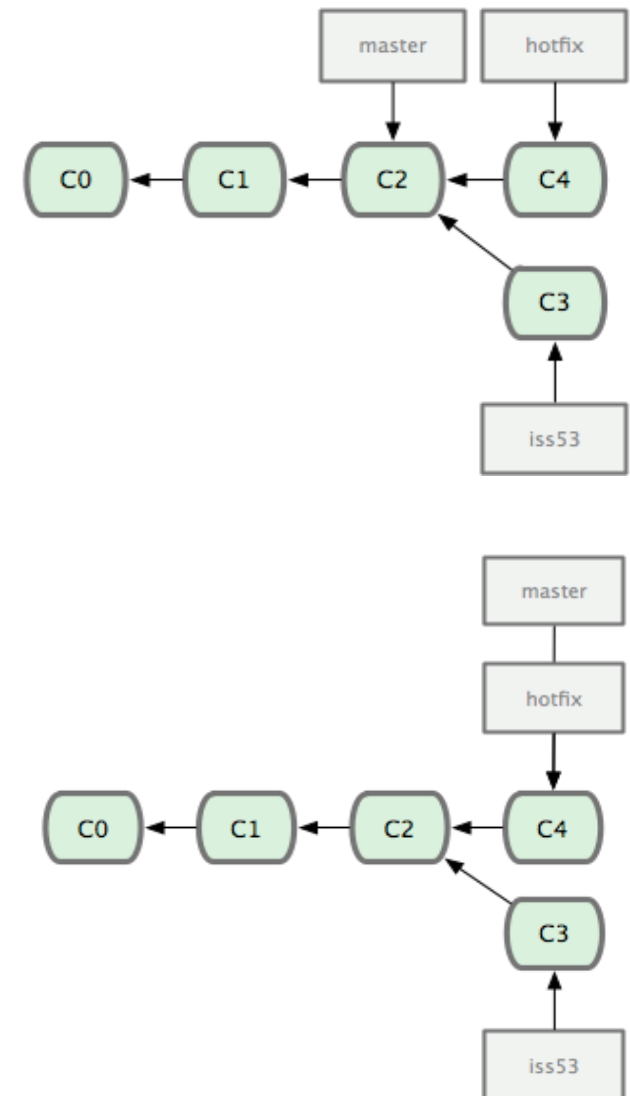 master hotfix
C0 C1 C2 C4
C3
iss53
master
hotfix
C0 C1 C2 C4
C3
iss53